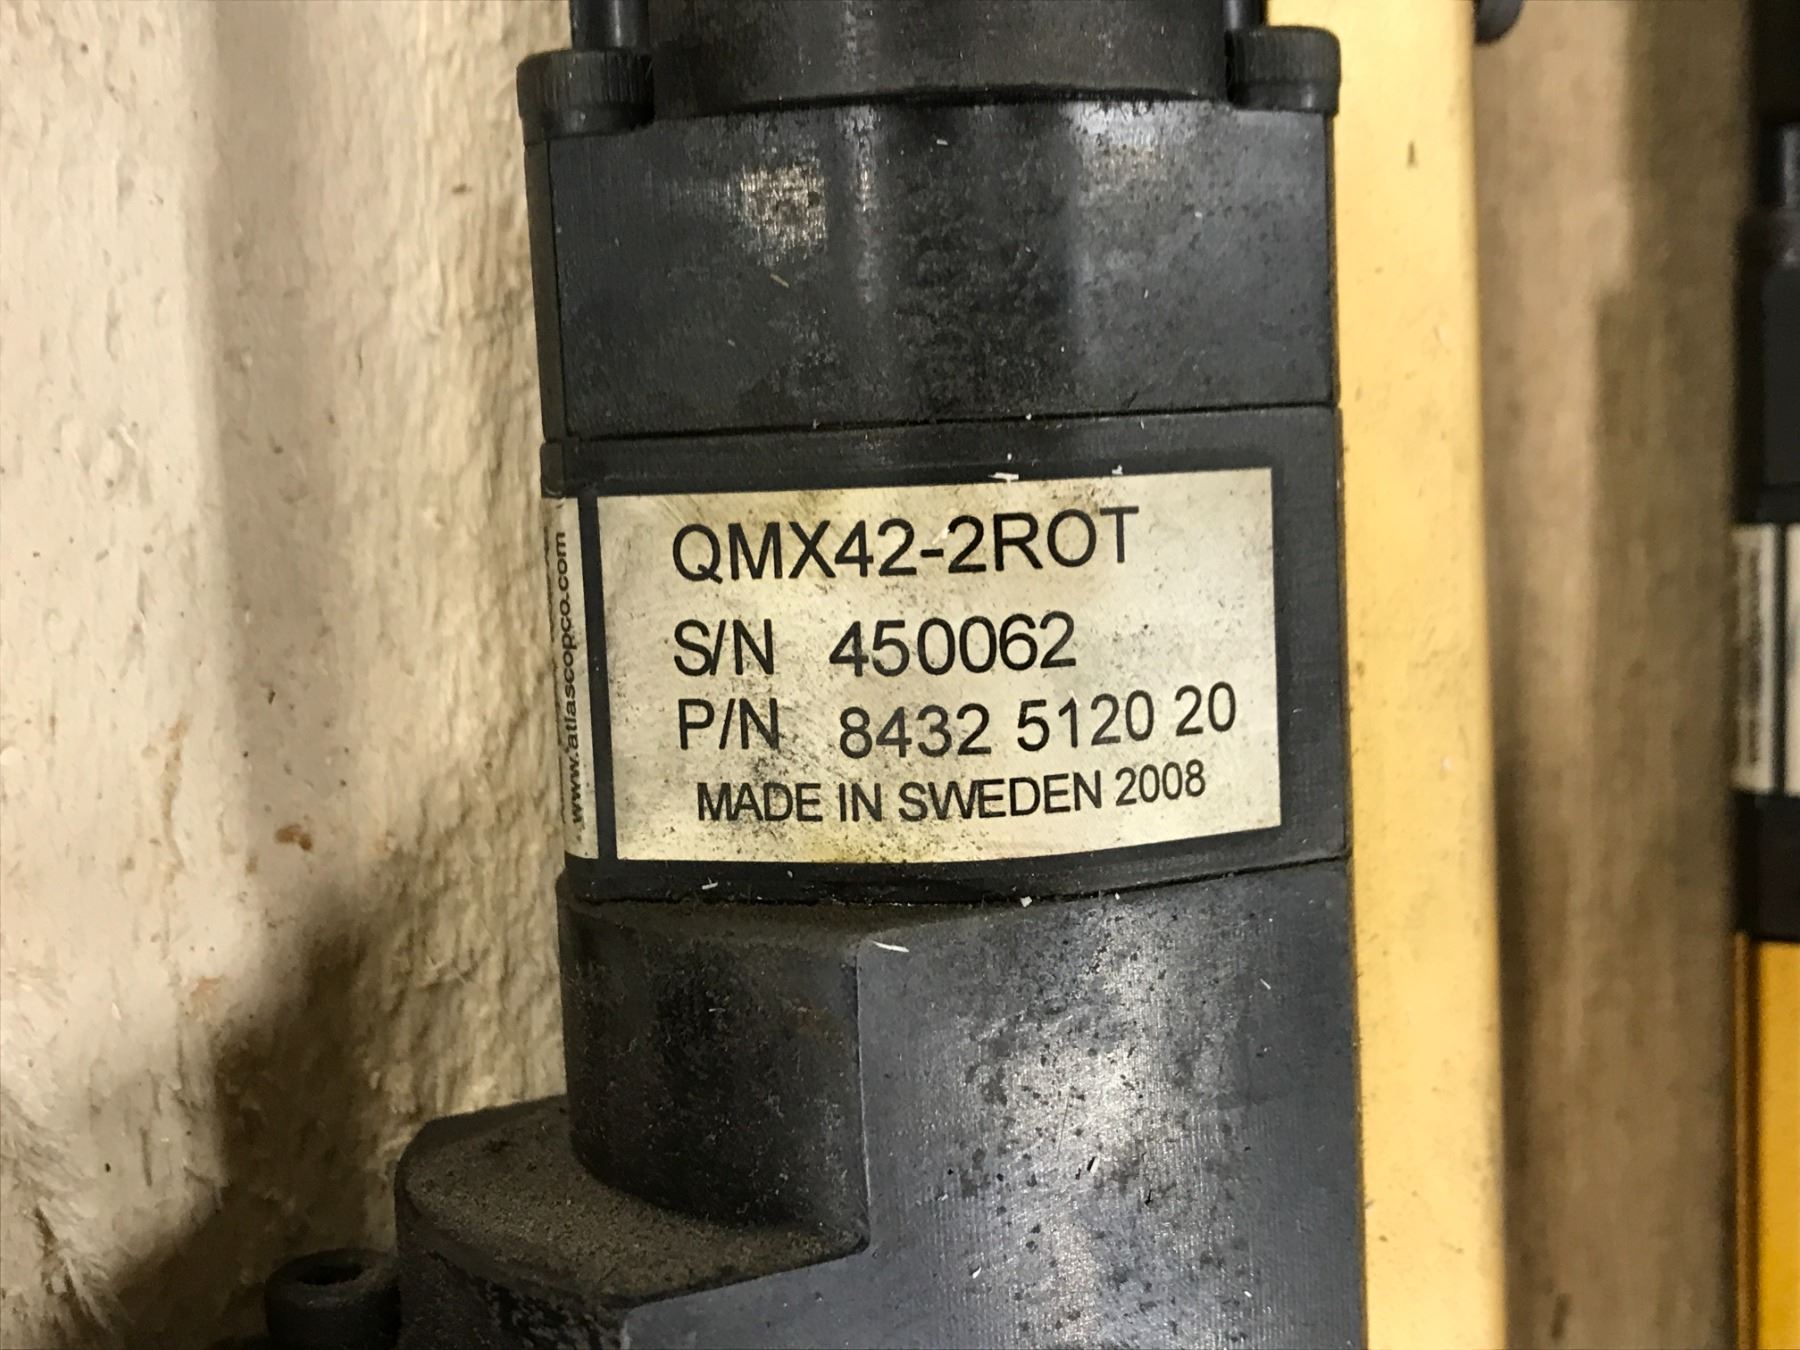 QMX42-2ROT
S/N 450062
P/N 8432 5120 20
MADE IN SWEDEN 2008
www.atlascopco.com